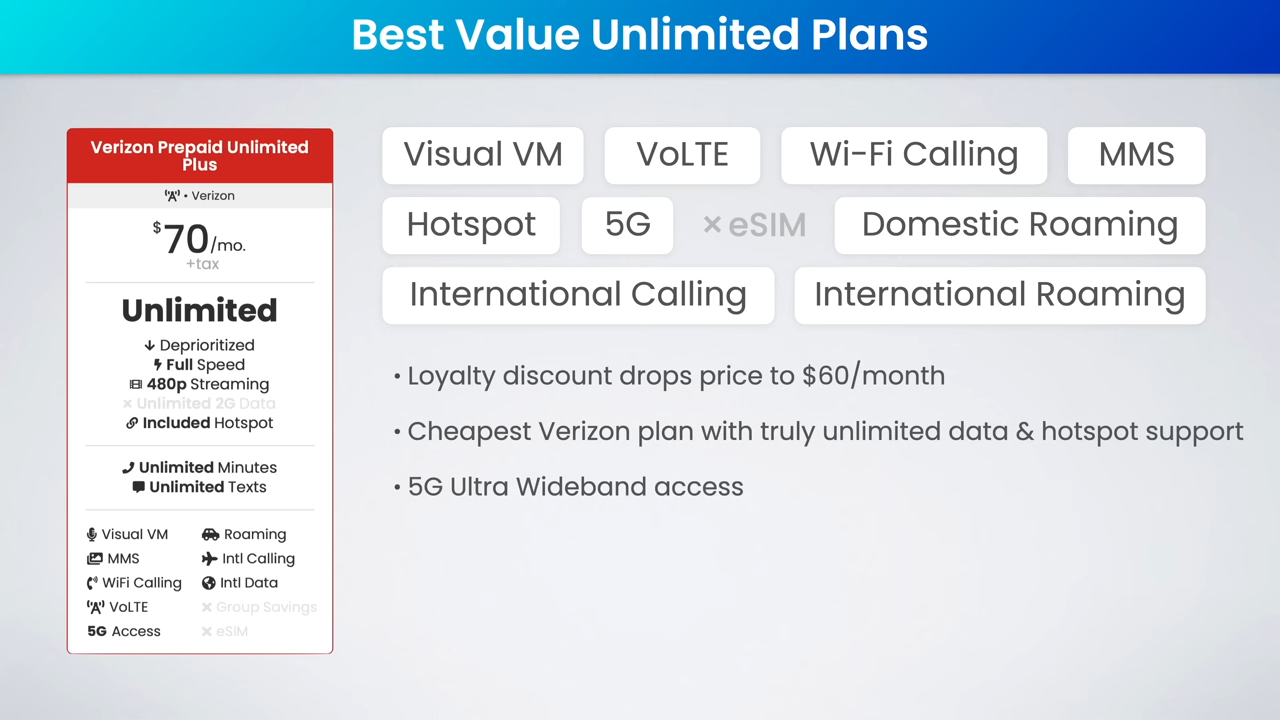 Best Value Unlimited Plans
Verizon Prepaid Unlimited
Plus
• Verizon
$70/mo.
+tax
Unlimited
Deprioritized
Full Speed
480p Streaming
× Unlimited 2G Data
Included Hotspot
Unlimited Minutes
Unlimited Texts
Visual VM Roaming
MMS Intl Calling
WiFi Calling Intl Data
VoLTE × Group Savings
5G Access × eSIM
Visual VM VoLTE Wi-Fi Calling MMS
Hotspot 5G × eSIM Domestic Roaming
International Calling International Roaming
• Loyalty discount drops price to $60/month
• Cheapest Verizon plan with truly unlimited data & hotspot support
• 5G Ultra Wideband access